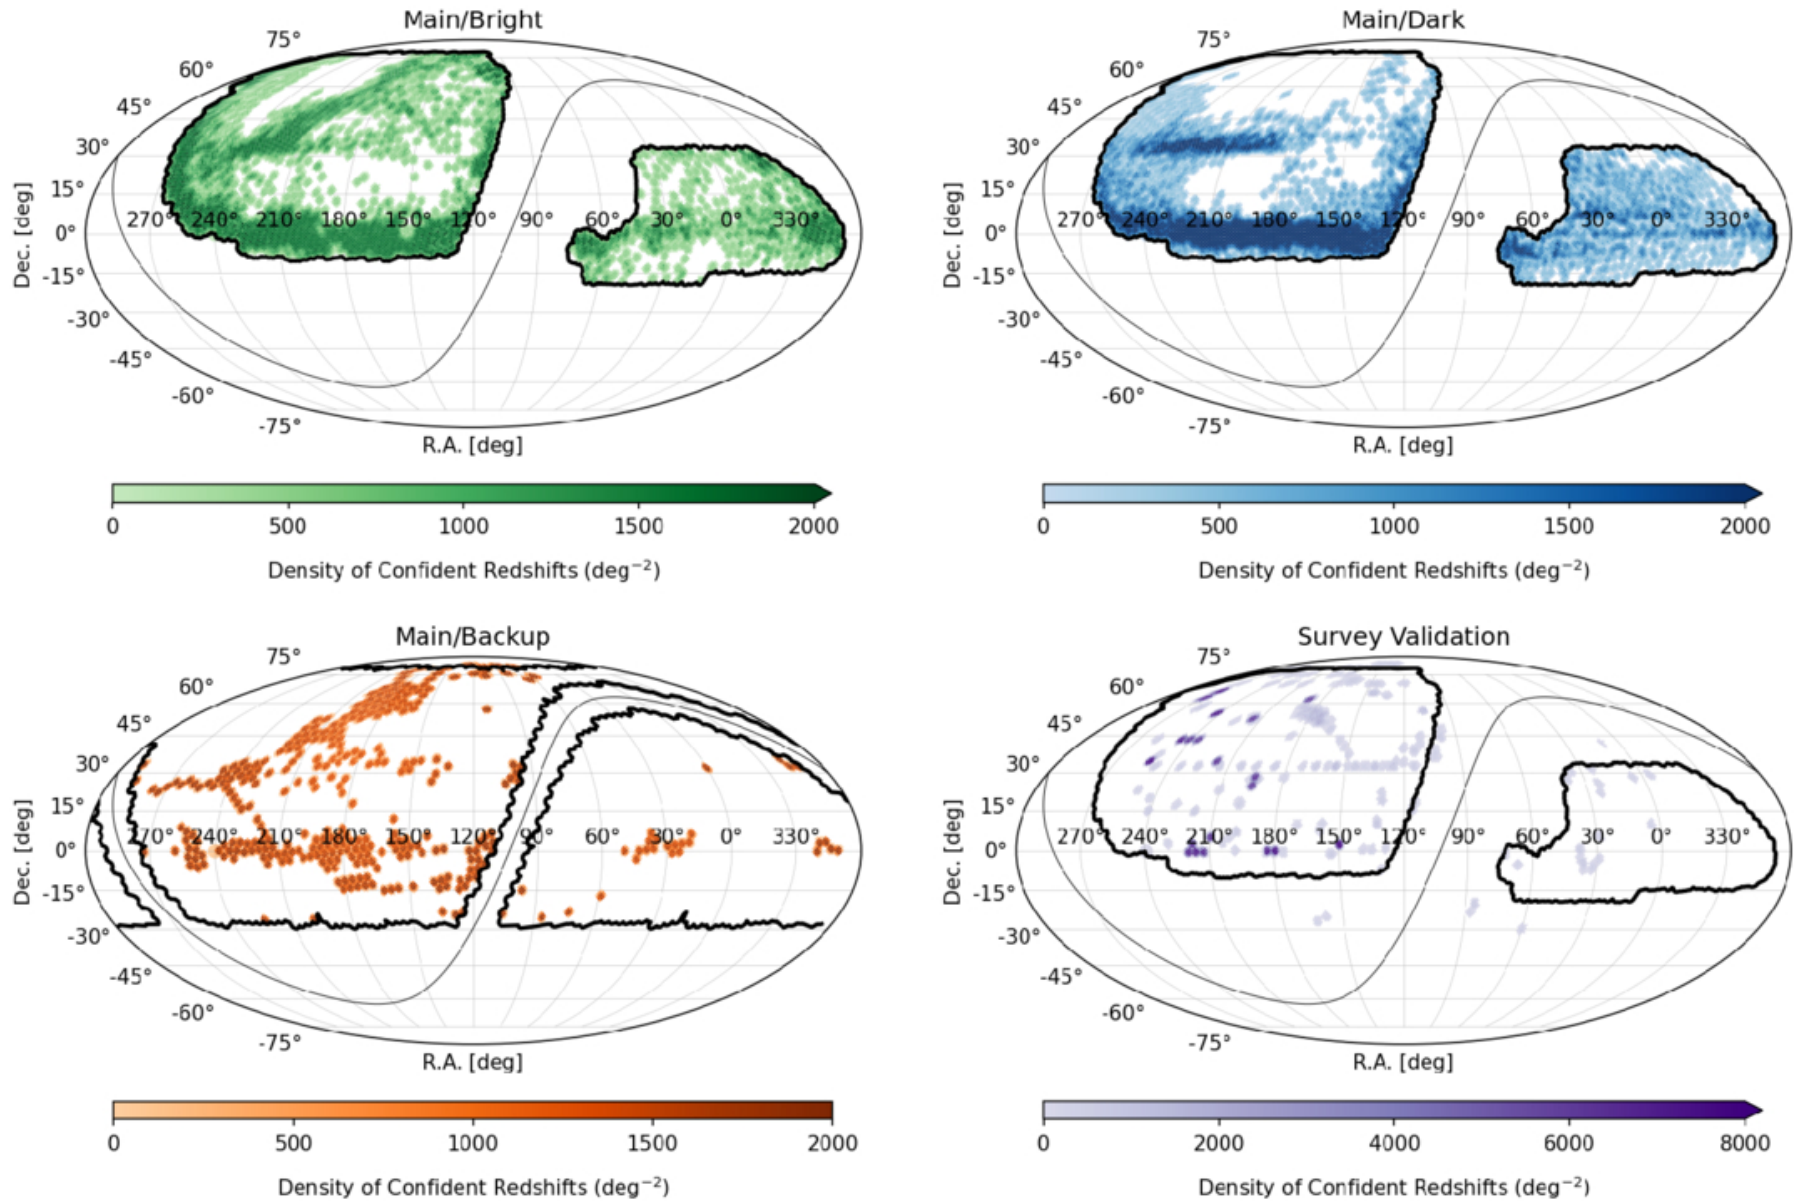 Main/Bright
75°
60°
45°
30°
15°
0°
-15°
-30°
-45°
-60°
-75°
270° 240° 210° 180° 150° 120° 90° 60° 30° 0° 330°
Dec. [deg]
R.A. [deg]
0 500 1000 1500 2000
Density of Confident Redshifts (deg⁻²)
Main/Dark
75°
60°
45°
30°
15°
0°
-15°
-30°
-45°
-60°
-75°
270° 240° 210° 180° 150° 120° 90° 60° 30° 0° 330°
Dec. [deg]
R.A. [deg]
0 500 1000 1500 2000
Density of Confident Redshifts (deg⁻²)
Main/Backup
75°
60°
45°
30°
15°
0°
-15°
-30°
-45°
-60°
-75°
270° 240° 210° 180° 150° 120° 90° 60° 30° 0° 330°
Dec. [deg]
R.A. [deg]
0 500 1000 1500 2000
Density of Confident Redshifts (deg⁻²)
Survey Validation
75°
60°
45°
30°
15°
0°
-15°
-30°
-45°
-60°
-75°
270° 240° 210° 180° 150° 120° 90° 60° 30° 0° 330°
Dec. [deg]
R.A. [deg]
0 2000 4000 6000 8000
Density of Confident Redshifts (deg⁻²)